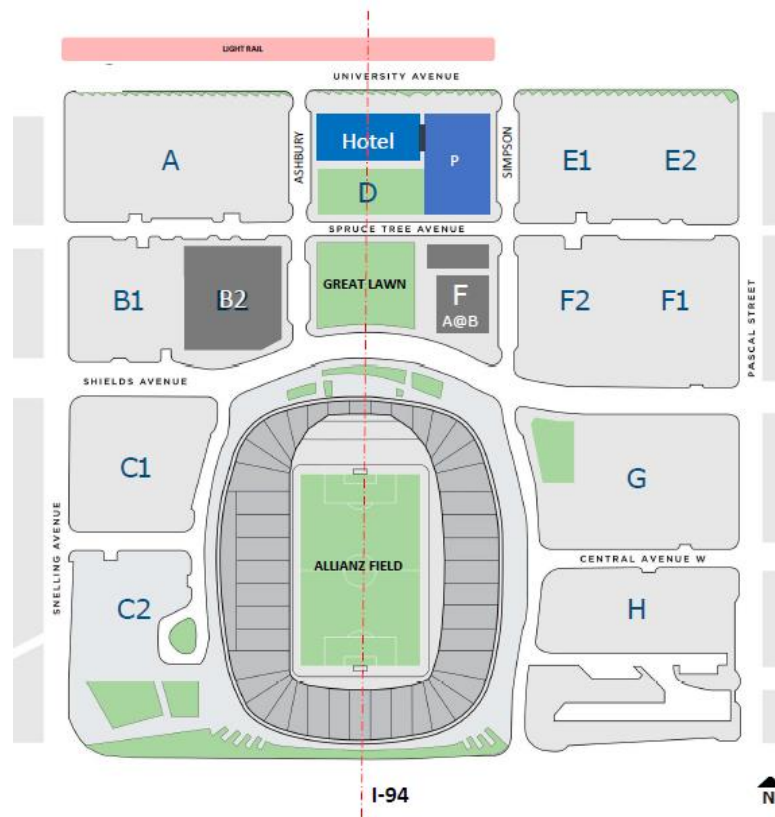 LIGHT RAIL
UNIVERSITY AVENUE
A
ASHBURY
Hotel
P
D
SIMPSON
E1
E2
SPRUCE TREE AVENUE
B1
B2
GREAT LAWN
F
A@B
F2
F1
PASCAL STREET
SHIELDS AVENUE
C1
G
SNELLING AVENUE
ALLIANZ FIELD
CENTRAL AVENUE W
C2
H
I-94
N